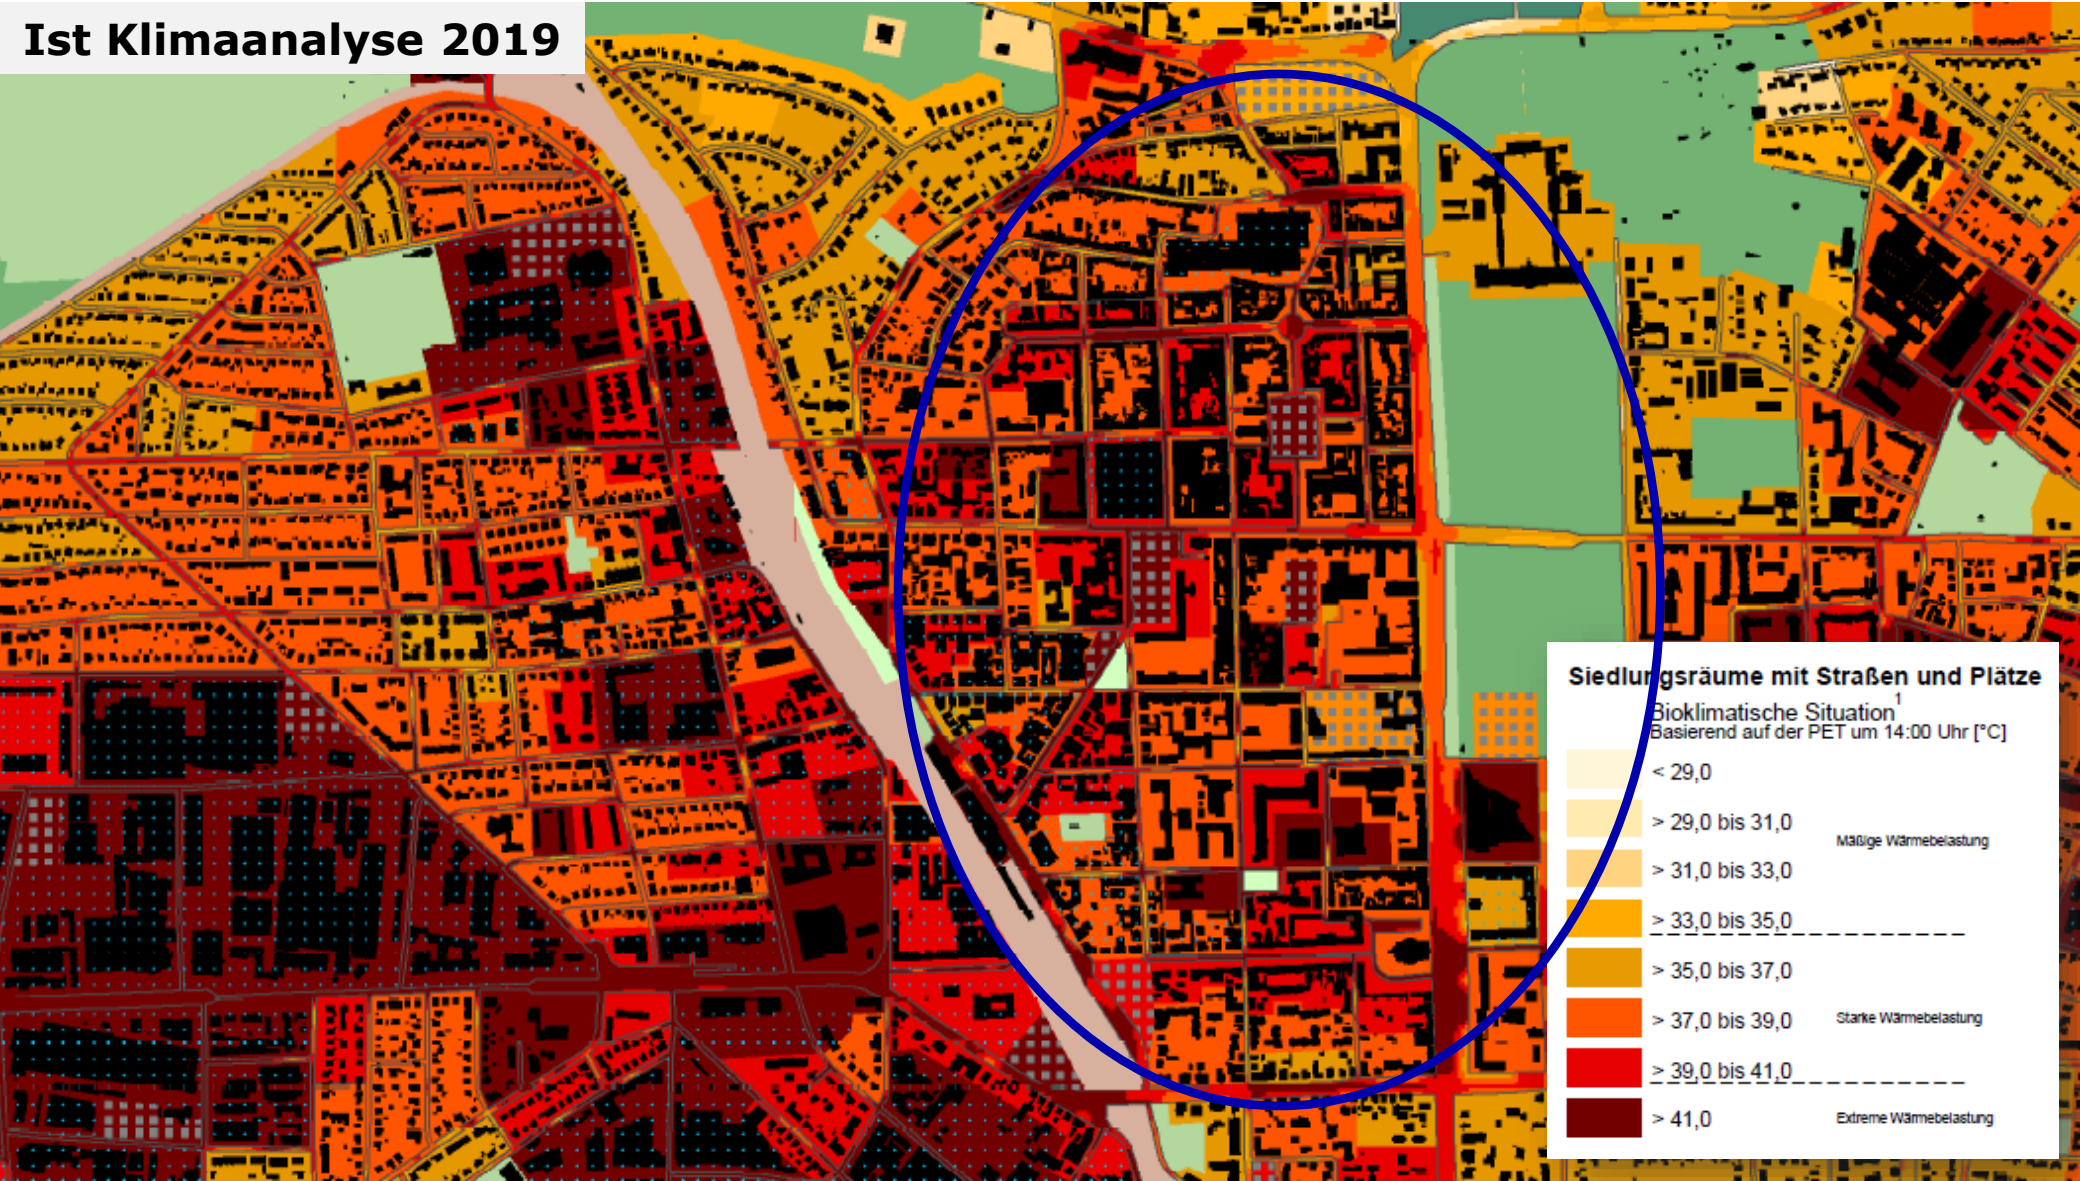 Ist Klimaanalyse 2019
Siedlungsräume mit Straßen und Plätze
Bioklimatische Situation¹
Basierend auf der PET um 14:00 Uhr [°C]
< 29,0
> 29,0 bis 31,0
Mäßige Wärmebelastung
> 31,0 bis 33,0
> 33,0 bis 35,0
> 35,0 bis 37,0
> 37,0 bis 39,0 Starke Wärmebelastung
> 39,0 bis 41,0
> 41,0 Extreme Wärmebelastung